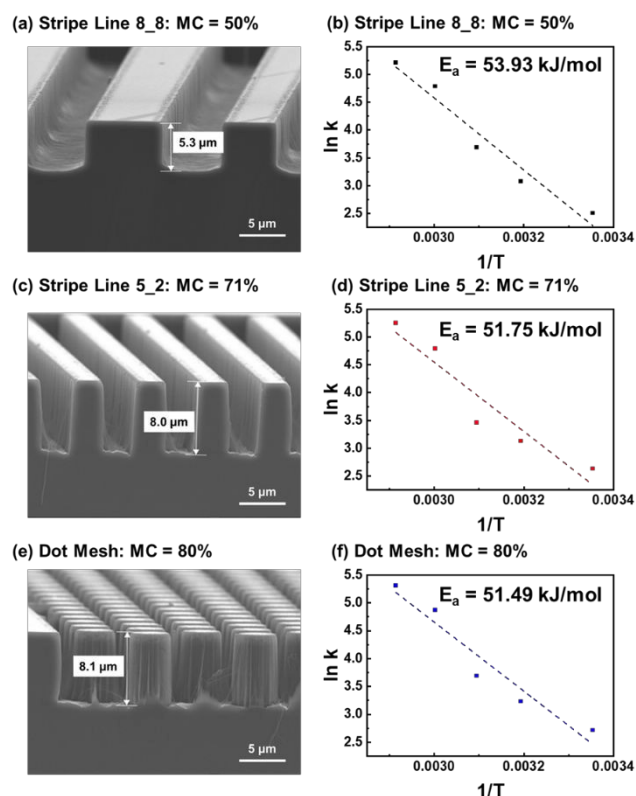 (a) Stripe Line 8_8: MC = 50%
5.3 µm
5 µm
(b) Stripe Line 8_8: MC = 50%
Eₐ = 53.93 kJ/mol
ln k
5.5
5.0
4.5
4.0
3.5
3.0
2.5
0.0030
0.0032
0.0034
1/T
(c) Stripe Line 5_2: MC = 71%
8.0 µm
5 µm
(d) Stripe Line 5_2: MC = 71%
Eₐ = 51.75 kJ/mol
ln k
5.5
5.0
4.5
4.0
3.5
3.0
2.5
0.0030
0.0032
0.0034
1/T
(e) Dot Mesh: MC = 80%
8.1 µm
5 µm
(f) Dot Mesh: MC = 80%
Eₐ = 51.49 kJ/mol
ln k
5.5
5.0
4.5
4.0
3.5
3.0
2.5
0.0030
0.0032
0.0034
1/T